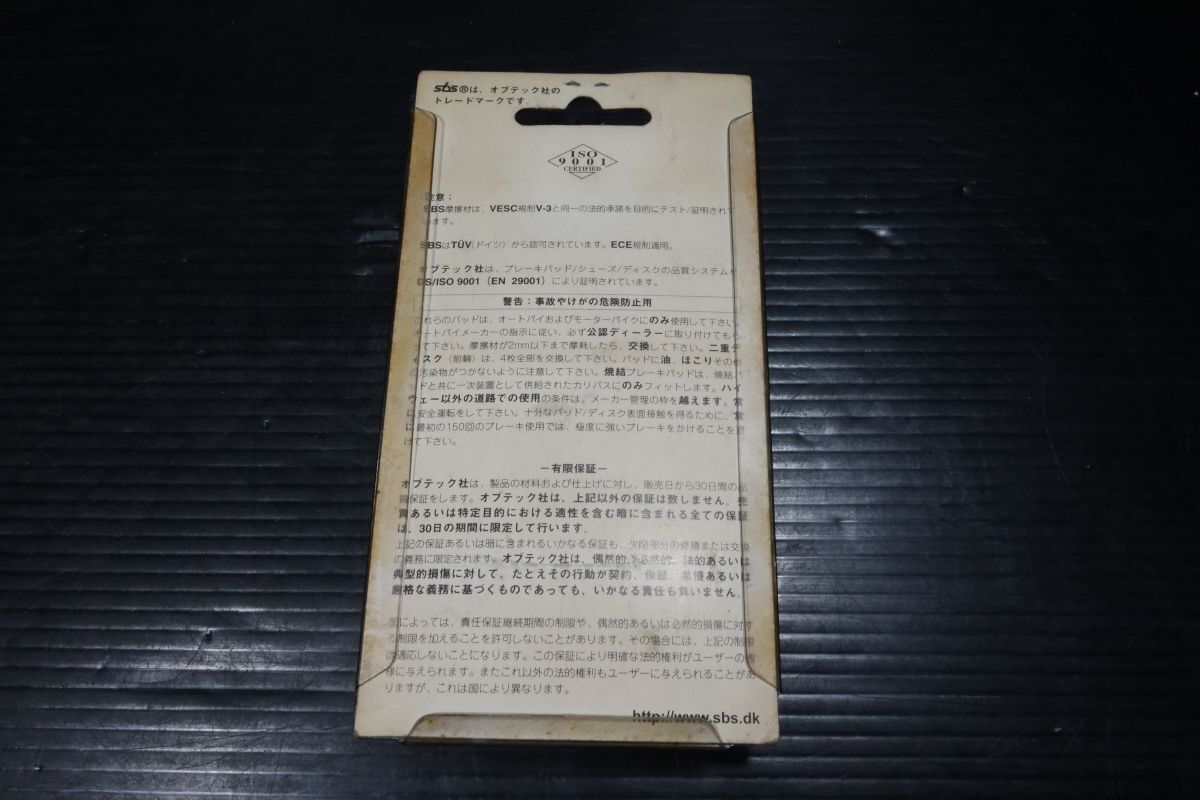 sbs®は、オプテック社の
トレードマークです.
ISO
9001
CERTIFIED
注意：
SBS摩擦材は、VESC規制V-3と同一の法的承諾を目的にテスト/証明されて
います。
SBSはTÜV(ドイツ）から認可されています。ECE規制適用。
オプテック社は、ブレーキパッド/シューズ/ディスクの品質システムを
DS/ISO 9001（EN 29001）により証明されています。
警告：事故やけがの危険防止用
これらのパッドは、オートバイおよびモーターバイクにのみ使用して下さい。
オートバイメーカーの指示に従い、必ず公認ディーラーに取り付けてもら
って下さい。摩擦材が2mm以下まで摩耗したら、交換して下さい。二重デ
ィスク（前輪）は、4枚全部を交換して下さい。パッドに油、ほこりその他
の汚染物がつかないように注意して下さい。焼結ブレーキパッドは、焼結
パッドと共に一次装置として供給されたカリパスにのみフィットします。ハイ
ウェー以外の道路での使用の条件は、メーカー管理の枠を越えます。常
に安全運転をして下さい。十分なパッド/ディスク表面接触を得るために、常
に最初の150回のブレーキ使用では、極度に強いブレーキをかけることを避
けて下さい。
―有限保証―
オプテック社は、製品の材料および仕上げに対し、販売日から30日間の品
質保証をします。オプテック社は、上記以外の保証は致しません。売
買あるいは特定目的における適性を含む暗に含まれる全ての保証
は、30日の期間に限定して行います.
上記の保証あるいは暗に含まれるいかなる保証も、欠陥部分の修繕または交換
の義務に限定されます。オプテック社は、偶然的、必然的、法的あるいは
典型的損傷に対して、たとえその行動が契約、保証、怠慢あるいは
厳格な義務に基づくものであっても、いかなる責任も負いません.
国によっては、責任保証継続期間の制限や、偶然的あるいは必然的損傷に対す
る制限を加えることを許可しないことがあります。その場合には、上記の制限
は適応しないことになります。この保証により明確な法的権利がユーザーの皆
様に与えられます。またこれ以外の法的権利もユーザーに与えられることがあ
りますが、これは国により異なります。
http://www.sbs.dk